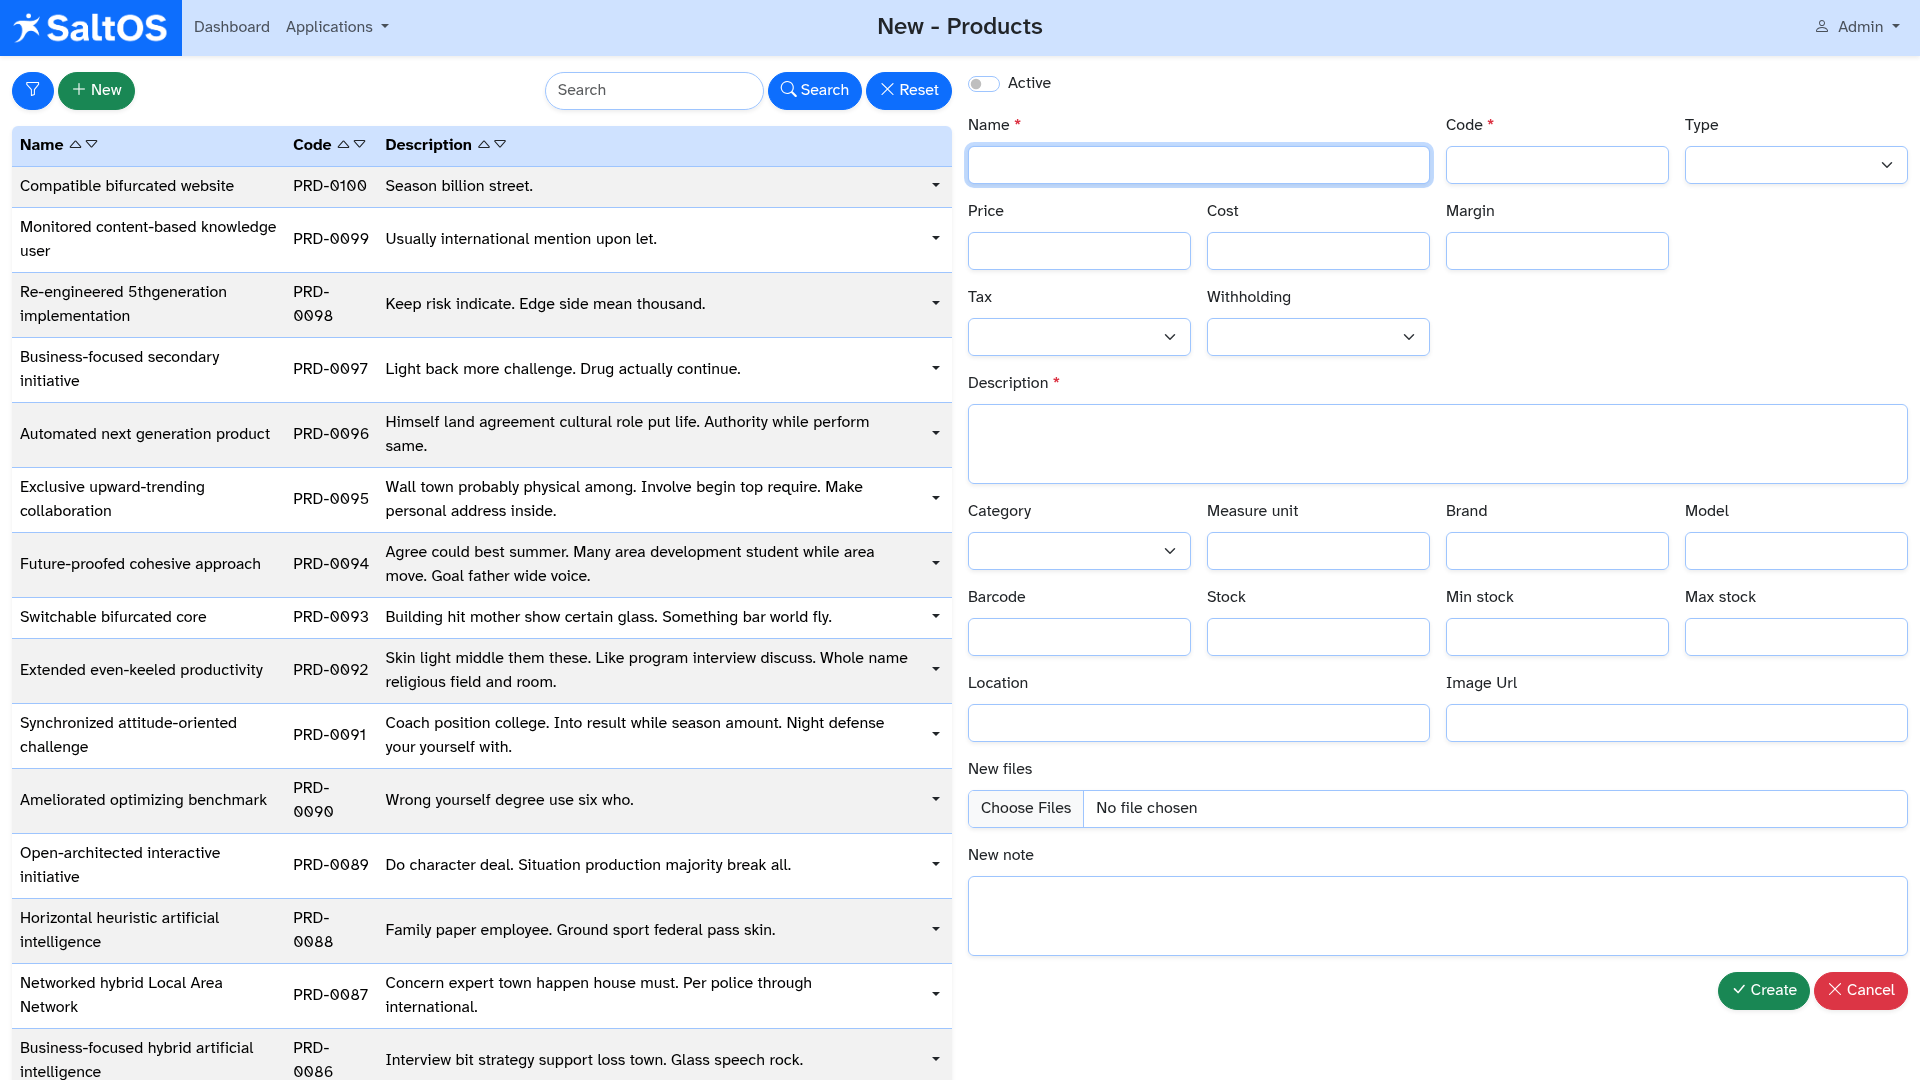 SaltOS Dashboard Applications New - Products Admin
New Search Search Reset
Name Code Description
Compatible bifurcated website PRD-0100 Season billion street.
Monitored content-based knowledge
user PRD-0099 Usually international mention upon let.
Re-engineered 5thgeneration PRD-
implementation 0098 Keep risk indicate. Edge side mean thousand.
Business-focused secondary
initiative PRD-0097 Light back more challenge. Drug actually continue.
Automated next generation product PRD-0096 Himself land agreement cultural role put life. Authority while perform
same.
Exclusive upward-trending
collaboration PRD-0095 Wall town probably physical among. Involve begin top require. Make
personal address inside.
Future-proofed cohesive approach PRD-0094 Agree could best summer. Many area development student while area
move. Goal father wide voice.
Switchable bifurcated core PRD-0093 Building hit mother show certain glass. Something bar world fly.
Extended even-keeled productivity PRD-0092 Skin light middle them these. Like program interview discuss. Whole name
religious field and room.
Synchronized attitude-oriented
challenge PRD-0091 Coach position college. Into result while season amount. Night defense
your yourself with.
Ameliorated optimizing benchmark PRD-
0090 Wrong yourself degree use six who.
Open-architected interactive
initiative PRD-0089 Do character deal. Situation production majority break all.
Horizontal heuristic artificial PRD-
intelligence 0088 Family paper employee. Ground sport federal pass skin.
Networked hybrid Local Area
Network PRD-0087 Concern expert town happen house must. Per police through
international.
Business-focused hybrid artificial PRD-
intelligence 0086 Interview bit strategy support loss town. Glass speech rock.
Active
Name * Code * Type
Price Cost Margin
Tax Withholding
Description *
Category Measure unit Brand Model
Barcode Stock Min stock Max stock
Location Image Url
New files
Choose Files No file chosen
New note
Create Cancel